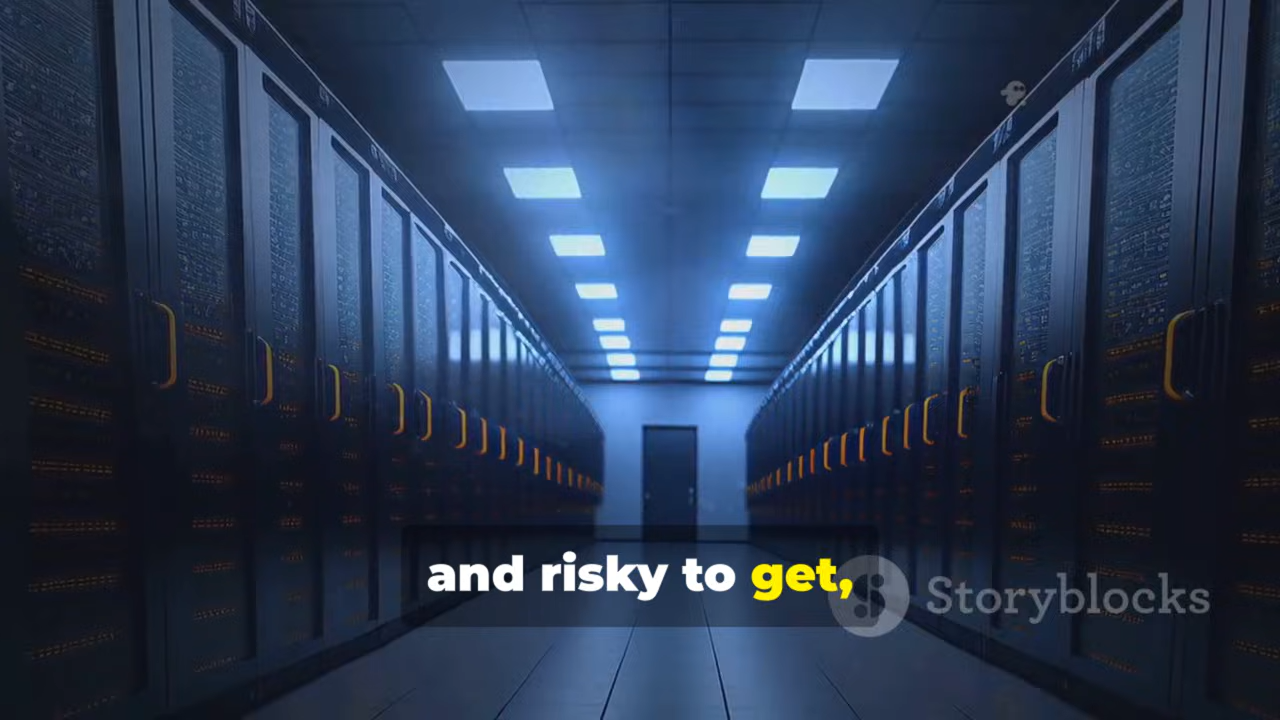 and risky to get,
Storyblocks